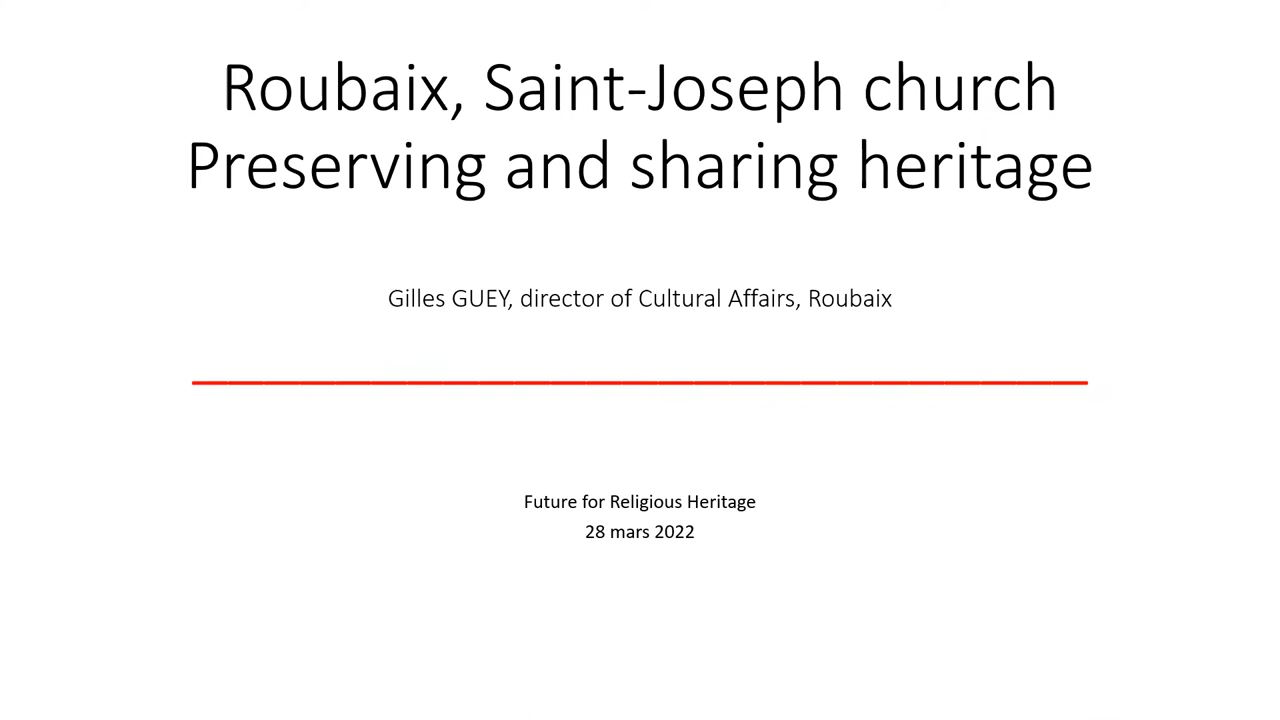 Roubaix, Saint-Joseph church
Preserving and sharing heritage
Gilles GUEY, director of Cultural Affairs, Roubaix
Future for Religious Heritage
28 mars 2022